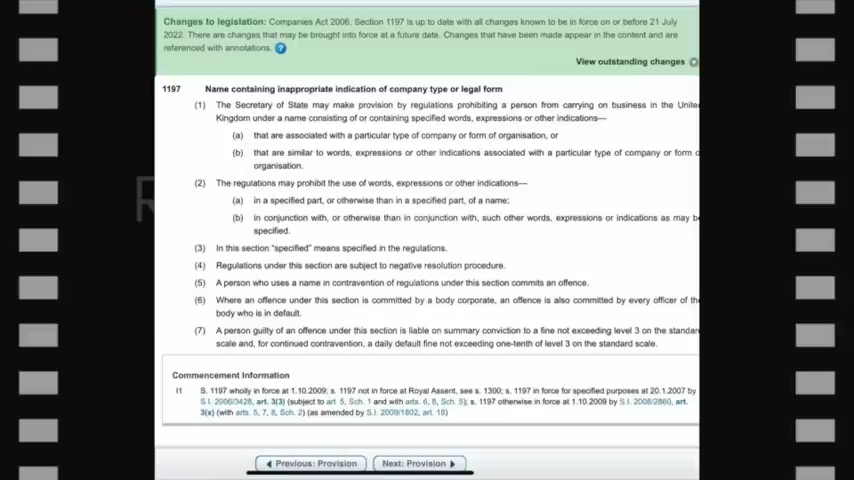 Changes to legislation: Companies Act 2006, Section 1197 is up to date with all changes known to be in force on or before 21 July
2022. There are changes that may be brought into force at a future date. Changes that have been made appear in the content and are
referenced with annotations. ?
View outstanding changes
1197 Name containing inappropriate indication of company type or legal form
(1) The Secretary of State may make provision by regulations prohibiting a person from carrying on business in the Unite
Kingdom under a name consisting of or containing specified words, expressions or other indications—
(a) that are associated with a particular type of company or form of organisation, or
(b) that are similar to words, expressions or other indications associated with a particular type of company or form o
organisation.
(2) The regulations may prohibit the use of words, expressions or other indications—
(a) in a specified part, or otherwise than in a specified part, of a name;
(b) in conjunction with, or otherwise than in conjunction with, such other words, expressions or indications as may b
specified.
(3) In this section "specified" means specified in the regulations.
(4) Regulations under this section are subject to negative resolution procedure.
(5) A person who uses a name in contravention of regulations under this section commits an offence.
(6) Where an offence under this section is committed by a body corporate, an offence is also committed by every officer of th
body who is in default.
(7) A person guilty of an offence under this section is liable on summary conviction to a fine not exceeding level 3 on the standar
scale and, for continued contravention, a daily default fine not exceeding one-tenth of level 3 on the standard scale.
Commencement Information
I1 S. 1197 wholly in force at 1.10.2009; s. 1197 not in force at Royal Assent, see s. 1300; s. 1197 in force for specified purposes at 20.1.2007 by
S.I. 2006/3428, art. 3(3) (subject to art 5, Sch. 1 and with arts. 6, 8, Sch. 5); s. 1197 otherwise in force at 1.10.2009 by S.I. 2008/2860, art.
3(x) (with arts. 5, 7, 8, Sch. 2) (as amended by S.I. 2009/1802, art. 18)
Previous: Provision Next: Provision
R